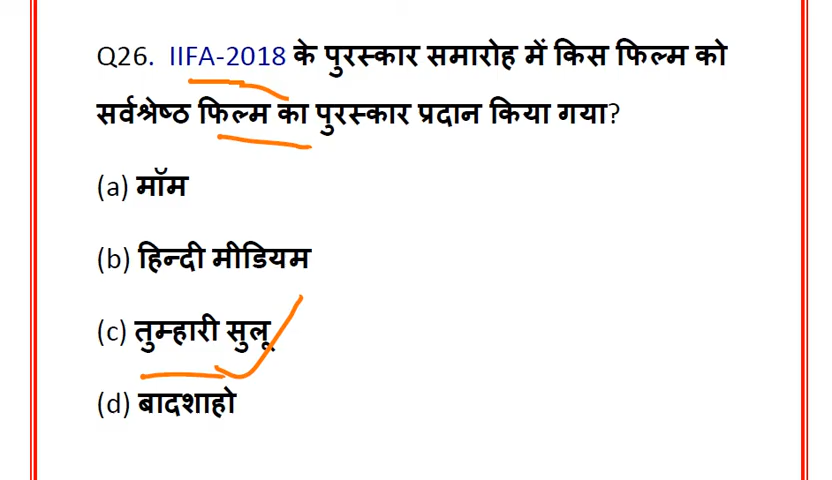 Q26. IIFA-2018 के पुरस्कार समारोह में किस फिल्म को
सर्वश्रेष्ठ फिल्म का पुरस्कार प्रदान किया गया?
(a) मॉम
(b) हिन्दी मीडियम
(c) तुम्हारी सुलू
(d) बादशाहो